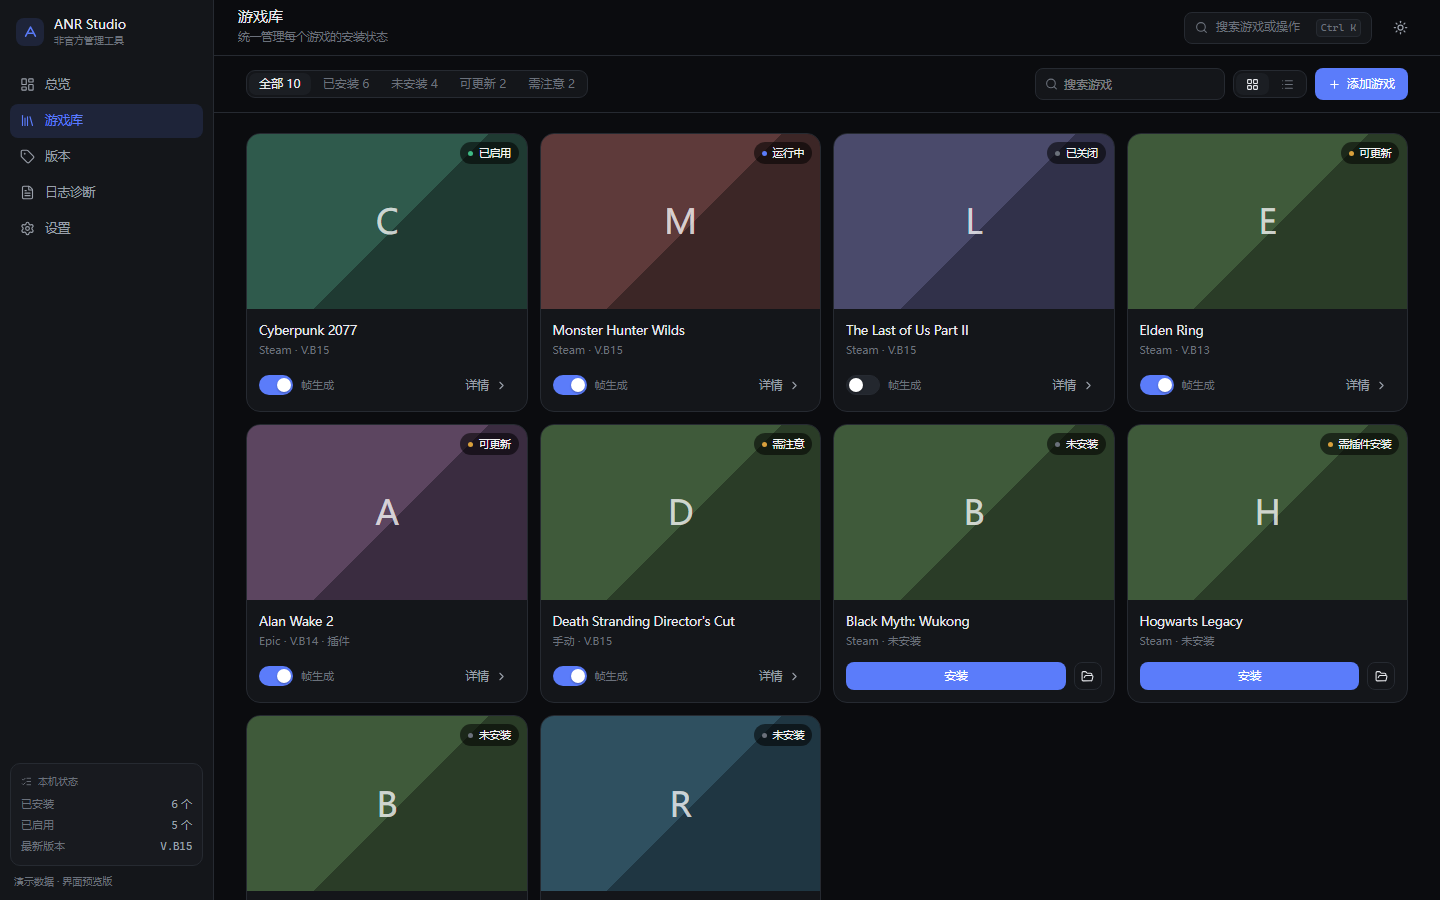 ANR Studio
非官方管理工具
总览
游戏库
版本
日志诊断
设置
本机状态
已安装 6 个
已启用 5 个
最新版本 V.B15
演示数据 · 界面预览版
游戏库
统一管理每个游戏的安装状态
搜索游戏或操作 Ctrl K
全部 10 已安装 6 未安装 4 可更新 2 需注意 2
搜索游戏
添加游戏
已启用
C
Cyberpunk 2077
Steam · V.B15
帧生成 详情
运行中
M
Monster Hunter Wilds
Steam · V.B15
帧生成 详情
已关闭
L
The Last of Us Part II
Steam · V.B15
帧生成 详情
可更新
E
Elden Ring
Steam · V.B13
帧生成 详情
可更新
A
Alan Wake 2
Epic · V.B14 · 插件
帧生成 详情
需注意
D
Death Stranding Director's Cut
手动 · V.B15
帧生成 详情
未安装
B
Black Myth: Wukong
Steam · 未安装
安装
需插件安装
H
Hogwarts Legacy
Steam · 未安装
安装
未安装
B
未安装
R